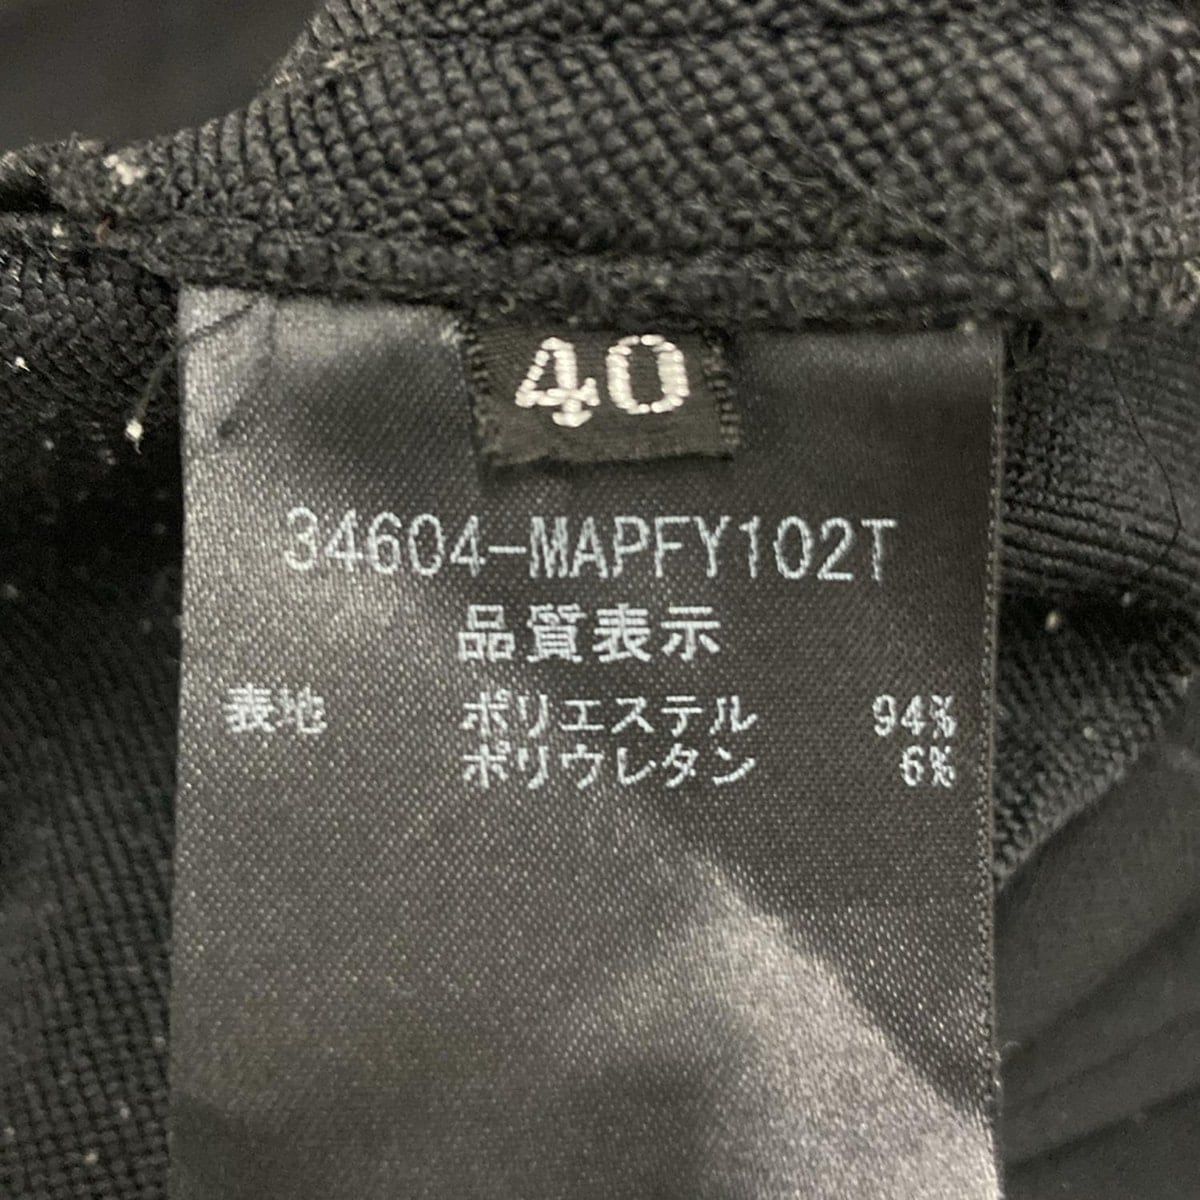 40
34604-MAPFY102T
品質表示
表地 ポリエステル 94%
ポリウレタン 6%